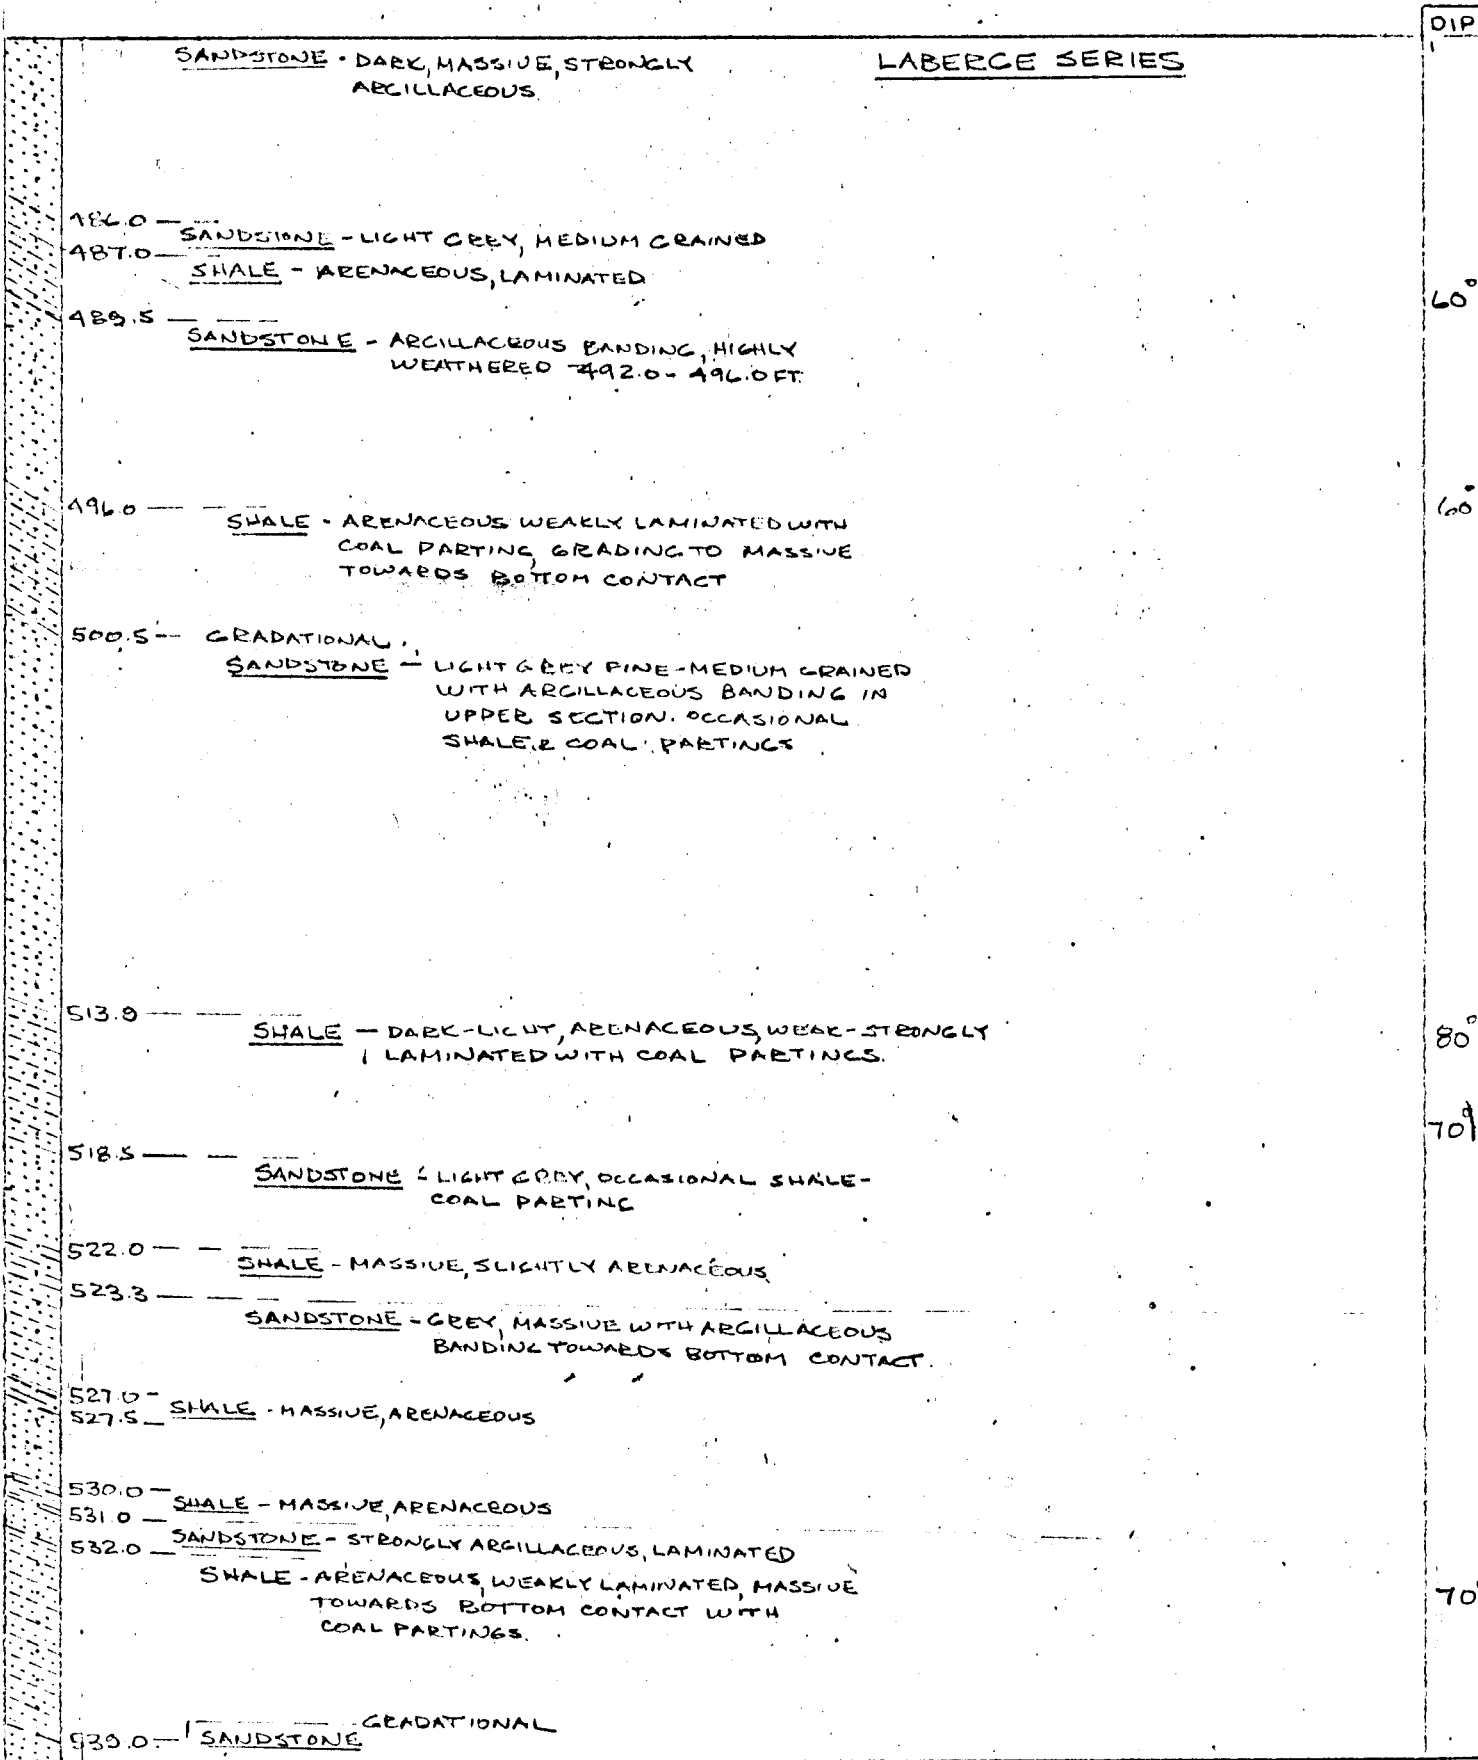 DIP
SANDSTONE - DARK, MASSIVE, STRONGLY
ARGILLACEOUS.
LABERGE SERIES
486.0
SANDSTONE - LIGHT GREY, MEDIUM GRAINED
487.0
SHALE - ARENACEOUS, LAMINATED
60°
489.5
SANDSTONE - ARGILLACEOUS BANDING, HIGHLY
WEATHERED 492.0 - 496.0 FT.
496.0
60°
SHALE - ARENACEOUS WEAKLY LAMINATED WITH
COAL PARTING, GRADING TO MASSIVE
TOWARDS BOTTOM CONTACT
500.5 -- GRADATIONAL.
SANDSTONE - LIGHT GREY FINE-MEDIUM GRAINED
WITH ARGILLACEOUS BANDING IN
UPPER SECTION. OCCASIONAL
SHALE & COAL PARTINGS
513.0
SHALE - DARK-LIGHT, ARENACEOUS, WEAK-STRONGLY
LAMINATED WITH COAL PARTINGS.
80°
70°
518.5
SANDSTONE - LIGHT GREY, OCCASIONAL SHALE-
COAL PARTING
522.0
SHALE - MASSIVE, SLIGHTLY ARENACEOUS
523.3
SANDSTONE - GREY, MASSIVE WITH ARGILLACEOUS
BANDING TOWARDS BOTTOM CONTACT.
527.0
SHALE - MASSIVE, ARENACEOUS
527.5
530.0
SHALE - MASSIVE, ARENACEOUS
531.0
SANDSTONE - STRONGLY ARGILLACEOUS, LAMINATED
532.0
SHALE - ARENACEOUS, WEAKLY LAMINATED, MASSIVE
TOWARDS BOTTOM CONTACT WITH
COAL PARTINGS.
70°
GRADATIONAL
539.0 - SANDSTONE